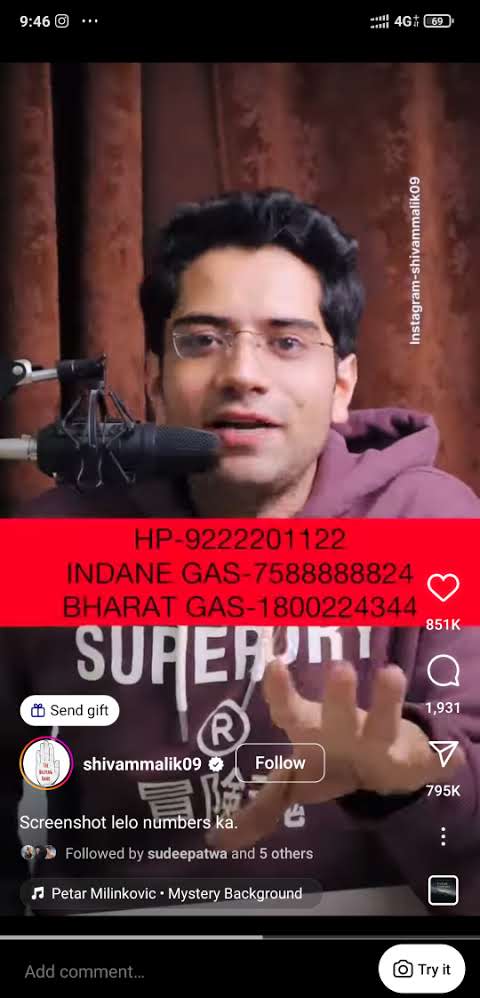 9:46
4G+
69
Instagram-shivammalik09
HP-9222201122
INDANE GAS-7588888824
BHARAT GAS-1800224344
851K
SUPERDRY
®
冒険
1,931
Send gift
shivammalik09
Follow
795K
Screenshot lelo numbers ka.
Followed by sudeepatwa and 5 others
Petar Milinkovic • Mystery Background
Add comment...
Try it